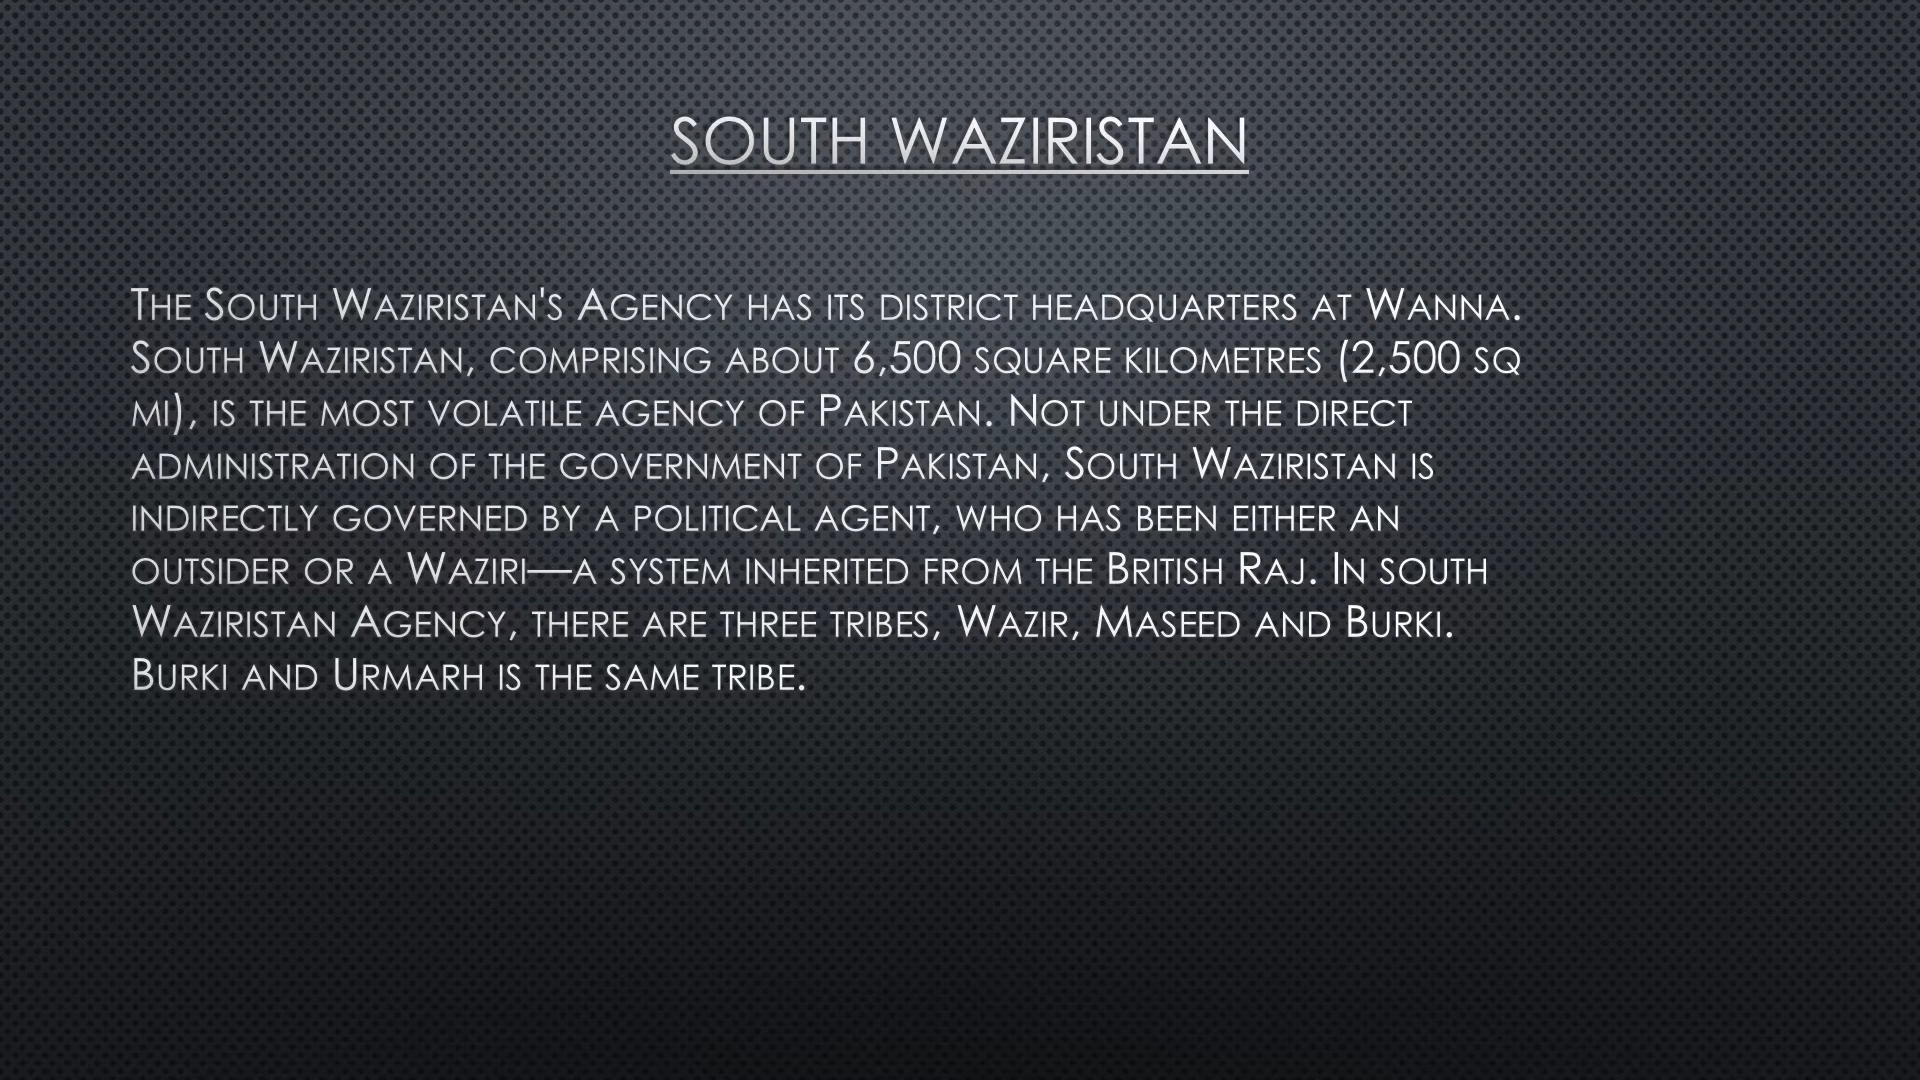 SOUTH WAZIRISTAN
The South Waziristan's Agency has its district headquarters at Wanna.
South Waziristan, comprising about 6,500 square kilometres (2,500 sq
mi), is the most volatile agency of Pakistan. Not under the direct
administration of the government of Pakistan, South Waziristan is
indirectly governed by a political agent, who has been either an
outsider or a Waziri—a system inherited from the British Raj. In south
Waziristan Agency, there are three tribes, Wazir, Maseed and Burki.
Burki and Urmarh is the same tribe.